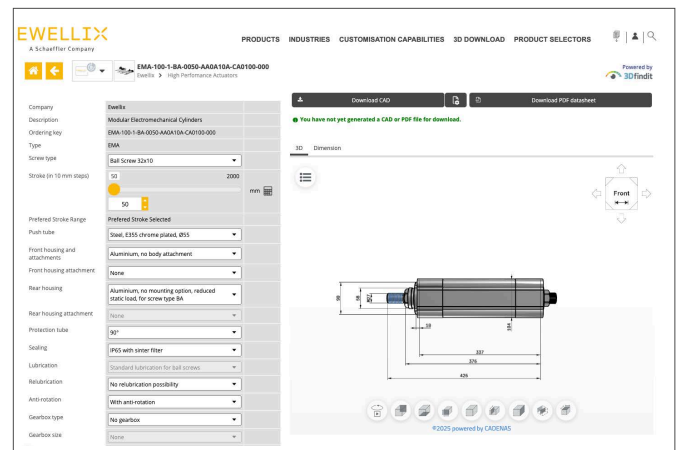 EWELLIX
A Schaeffler Company
PRODUCTS INDUSTRIES CUSTOMISATION CAPABILITIES 3D DOWNLOAD PRODUCT SELECTORS
EMA-100-1-BA-0050-AA0A10A-CA0100-000
Ewellix > High Perfomance Actuators
Powered by
3Dfindit
Download CAD
Download PDF datasheet
You have not yet generated a CAD or PDF file for download.
3D Dimension
Front
Company Ewellix
Description Modular Electromechanical Cylinders
Ordering key EMA-100-1-BA-0050-AA0A10A-CA0100-000
Type EMA
Screw type Ball Screw 32x10
Stroke (in 10 mm steps) 50 2000
mm
50
Prefered Stroke Range Prefered Stroke Selected
Push tube Steel, E355 chrome plated, Ø55
Front housing and
attachments Aluminium, no body attachment
Front housing attachment None
Rear housing Aluminium, no mounting option, reduced
static load, for screw type BA
Rear housing attachment None
Protection tube 90°
Sealing IP65 with sinter filter
Lubrication Standard lubrication for ball screws
Relubrication No relubrication possibility
Anti-rotation With anti-rotation
Gearbox type No gearbox
Gearbox size None
337
376
426
©2025 powered by CADENAS